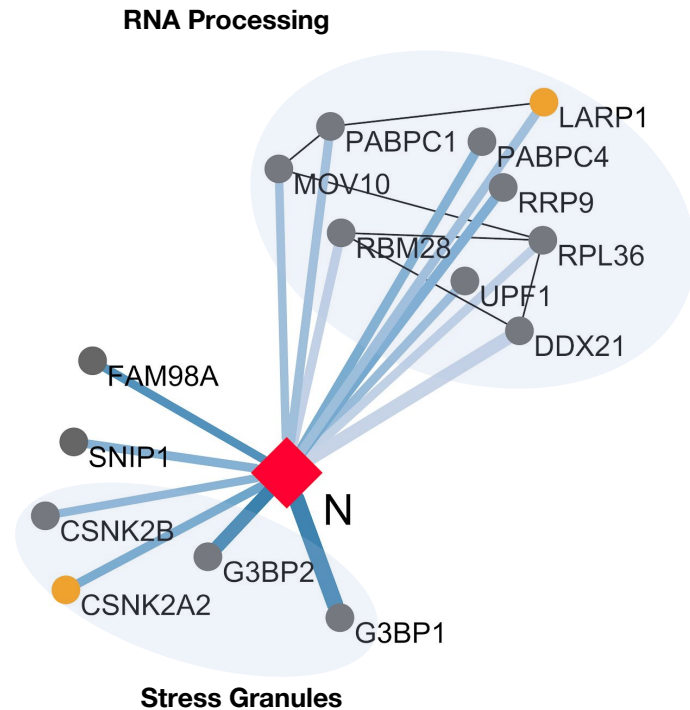 RNA Processing
LARP1
PABPC1
PABPC4
MOV10
RRP9
RBM28
RPL36
UPF1
DDX21
FAM98A
SNIP1
N
CSNK2B
G3BP2
CSNK2A2
G3BP1
Stress Granules